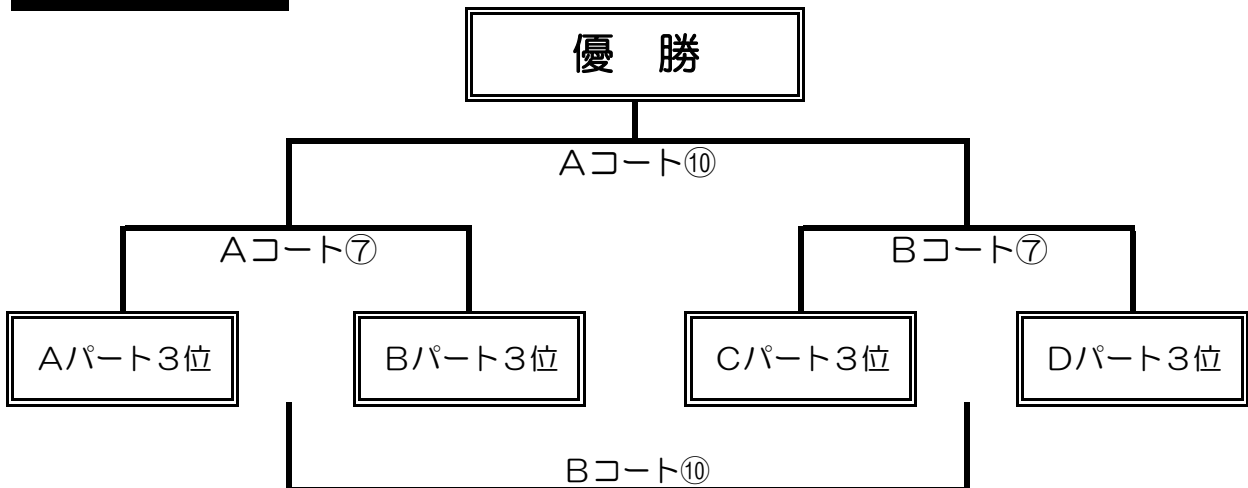 優　勝
Aコート⑩
Aコート⑦
Bコート⑦
Aパート3位
Bパート3位
Cパート3位
Dパート3位
Bコート⑩